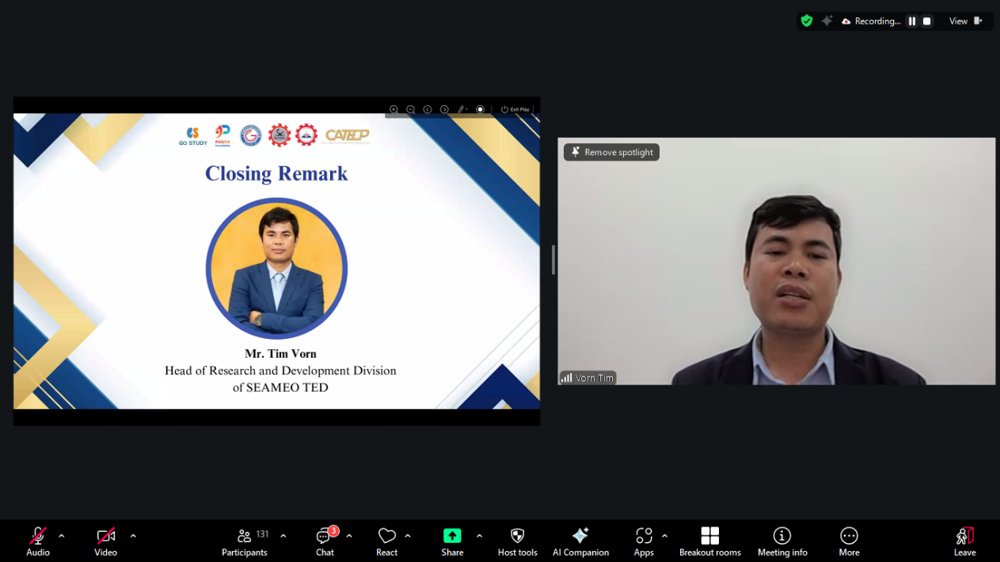 Recording...
View
Exit Play
GO STUDY
PARITA
CATECP
Closing Remark
Mr. Tim Vorn
Head of Research and Development Division
of SEAMEO TED
Remove spotlight
Vorn Tim
Audio
Video
Participants
131
Chat
3
React
Share
Host tools
AI Companion
Apps
Breakout rooms
Meeting info
More
Leave